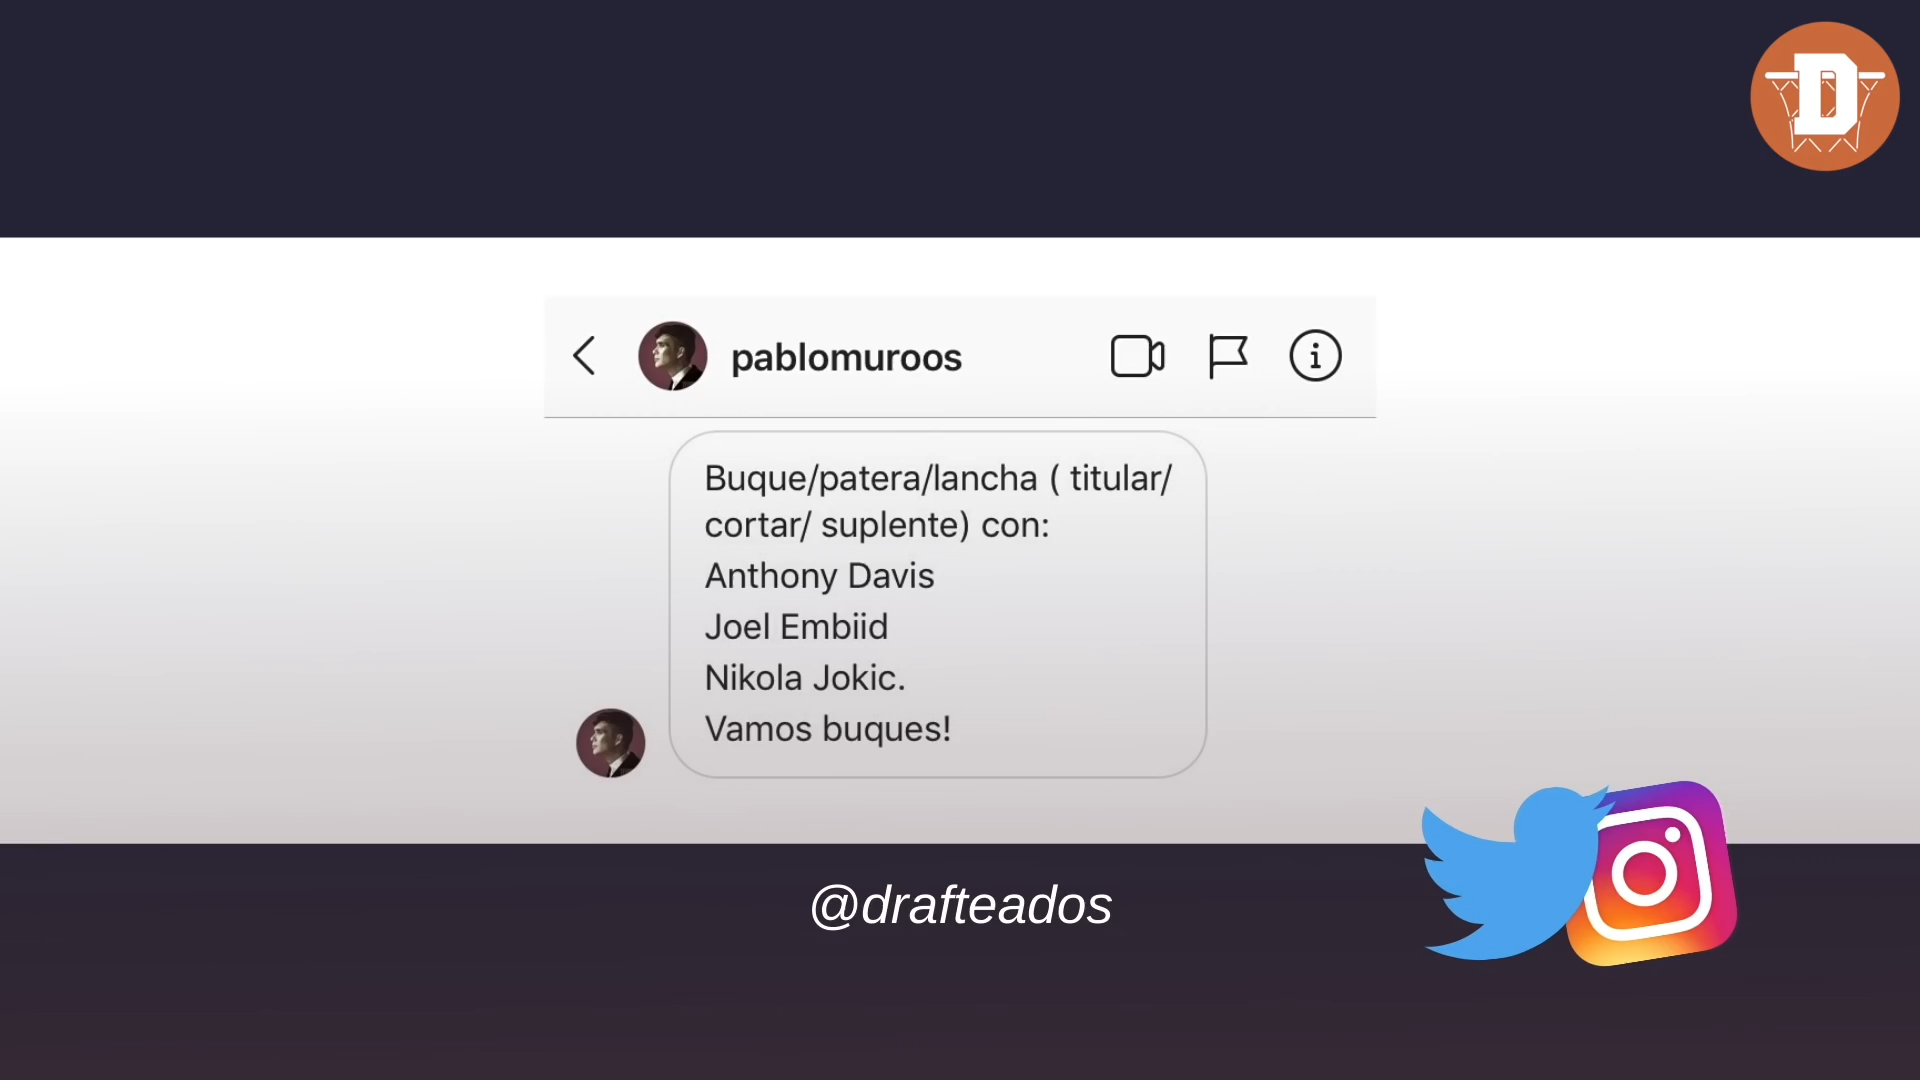 D
pablomuroos
Buque/patera/lancha ( titular/
cortar/ suplente) con:
Anthony Davis
Joel Embiid
Nikola Jokic.
Vamos buques!
@drafteados